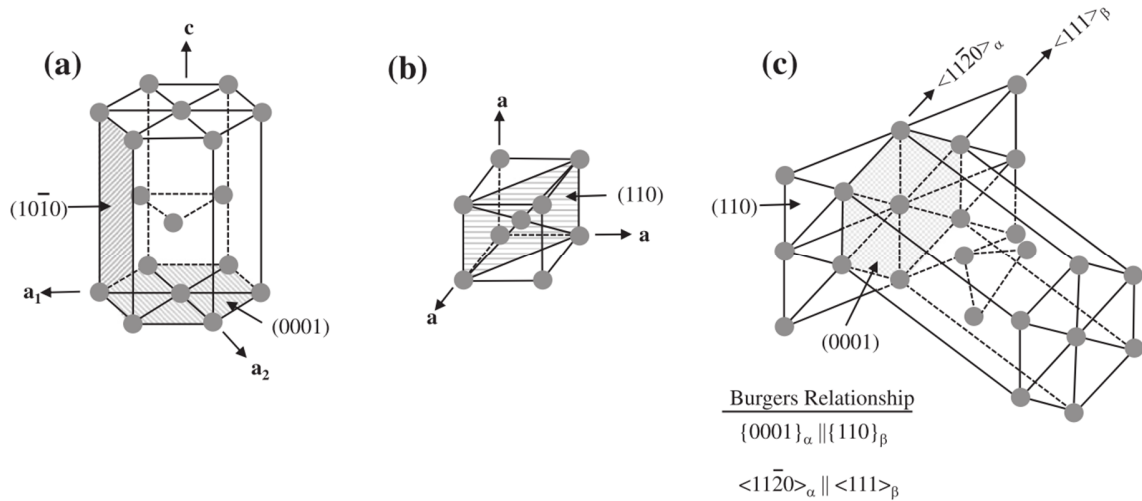 (a)
c
(101̄0)
a₁
(0001)
a₂
(b)
a
(110)
a
a
(c)
<112̄0>α
<111>β
(110)
(0001)
Burgers Relationship
{0001}α ||{110}β
<112̄0>α || <111>β